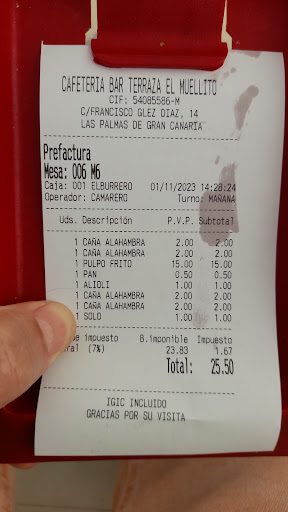 CAFETERIA BAR TERRAZA EL MUELLITO
CIF: 54085586-M
C/FRANCISCO GLEZ DIAZ, 14
LAS PALMAS DE GRAN CANARIA
Prefactura
Mesa: 006 M6
Caja: 001 ELBURRERO 01/11/2023 14:28:24
Operador: CAMARERO Turno: MAÑANA
Uds. Descripción P.V.P. Subtotal
1 CAÑA ALAHAMBRA 2.00 2.00
1 CAÑA ALAHAMBRA 2.00 2.00
1 PULPO FRITO 15.00 15.00
1 PAN 0.50 0.50
1 ALIOLI 1.00 1.00
1 CAÑA ALAHAMBRA 2.00 2.00
1 CAÑA ALAHAMBRA 2.00 2.00
1 SOLO 1.00 1.00
impuesto B.imponible Impuesto
ral (7%) 23.83 1.67
Total: 25.50
IGIC INCLUIDO
GRACIAS POR SU VISITA